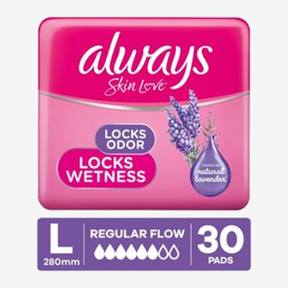 always
Skin Love
LOCKS
ODOR
LOCKS
WETNESS
natural
lavender
L
280mm
REGULAR FLOW
30
PADS